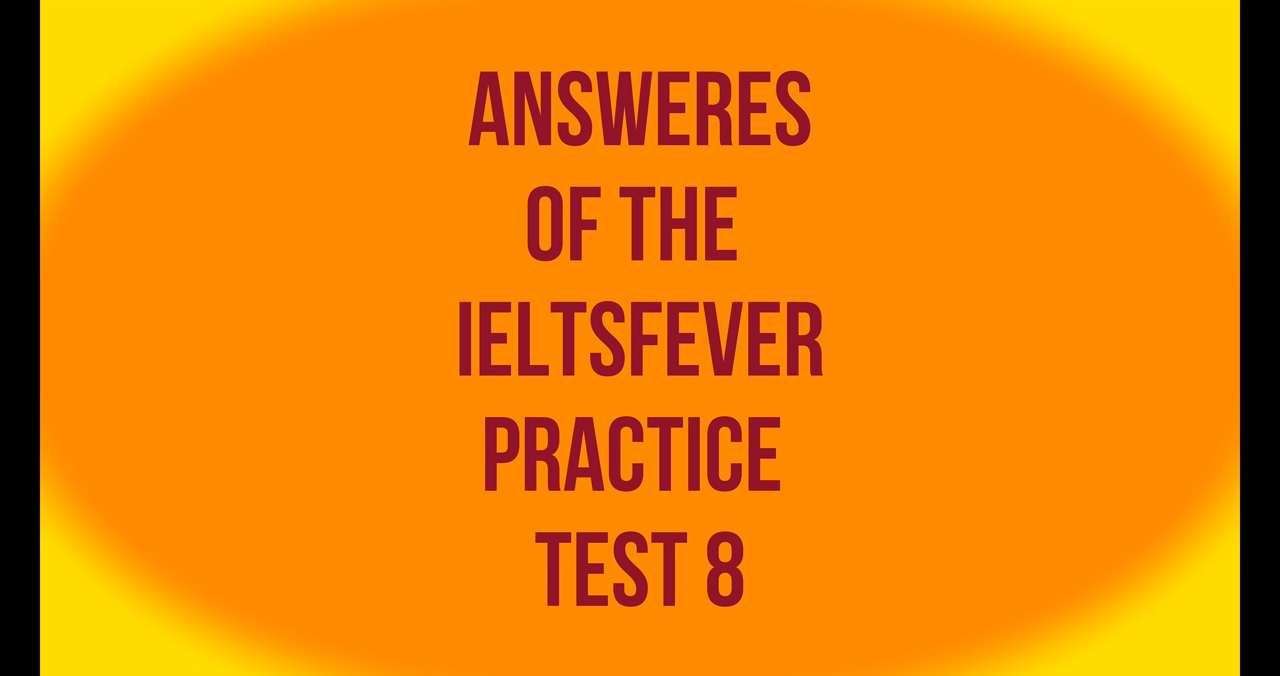 ANSWERES
OF THE
IELTSFEVER
PRACTICE
TEST 8